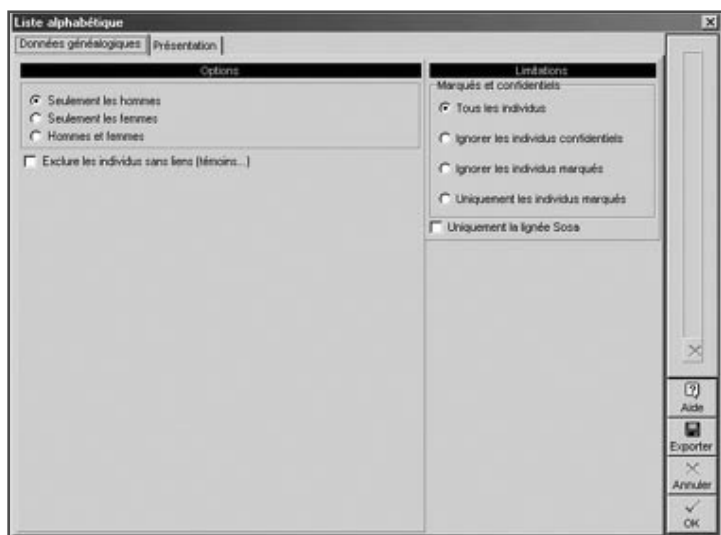 Liste alphabétique
Données généalogiques
Présentation
Options
Seulement les hommes
Seulement les femmes
Hommes et femmes
Exclure les individus sans liens (témoins...)
Limitations
Marqués et confidentiels
Tous les individus
Ignorer les individus confidentiels
Ignorer les individus marqués
Uniquement les individus marqués
Uniquement la lignée Sosa
Aide
Exporter
Annuler
OK